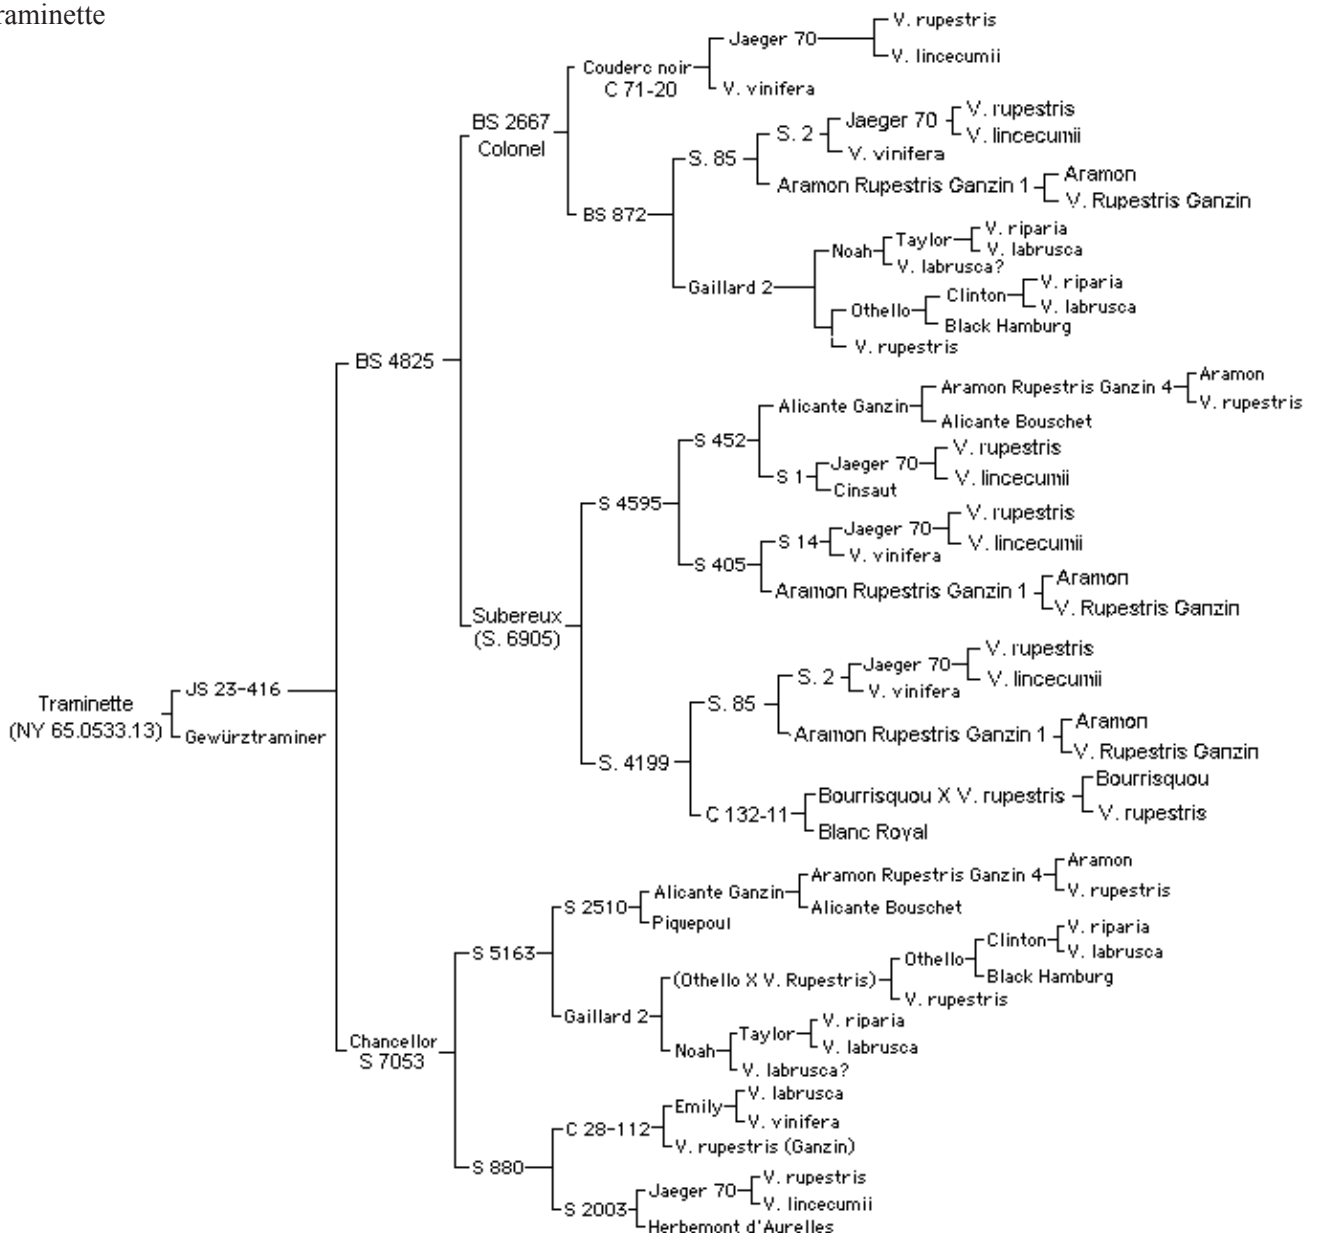 raminette
V. rupestris
Jaeger 70
V. lincecumii
Couderc noir
C 71-20
V. vinifera
BS 2667
Colonel
V. rupestris
Jaeger 70
S. 2
V. lincecumii
V. vinifera
S. 85
Aramon
Aramon Rupestris Ganzin 1
V. Rupestris Ganzin
BS 872
V. riparia
Taylor
Noah
V. labrusca
V. labrusca?
Gaillard 2
V. riparia
Clinton
Othello
V. labrusca
Black Hamburg
V. rupestris
BS 4825
Aramon
Aramon Rupestris Ganzin 4
V. rupestris
Alicante Ganzin
Alicante Bouschet
S 452
V. rupestris
Jaeger 70
S 1
V. lincecumii
Cinsaut
S 4595
V. rupestris
Jaeger 70
S 14
V. lincecumii
V. vinifera
S 405
Aramon
Aramon Rupestris Ganzin 1
V. Rupestris Ganzin
Subereux
(S. 6905)
V. rupestris
Jaeger 70
S. 2
V. lincecumii
V. vinifera
S. 85
Aramon
Aramon Rupestris Ganzin 1
V. Rupestris Ganzin
S. 4199
Bourrisquou
Bourrisquou X V. rupestris
V. rupestris
C 132-11
Blanc Royal
JS 23-416
Traminette
(NY 65.0533.13)
Gewürztraminer
Aramon
Aramon Rupestris Ganzin 4
V. rupestris
Alicante Ganzin
Alicante Bouschet
S 2510
Piquepoul
S 5163
V. riparia
Clinton
V. labrusca
Othello
Black Hamburg
(Othello X V. Rupestris)
V. rupestris
Gaillard 2
V. riparia
Taylor
V. labrusca
Noah
V. labrusca?
Chancellor
S 7053
V. labrusca
Emily
V. vinifera
C 28-112
V. rupestris (Ganzin)
S 880
V. rupestris
Jaeger 70
V. lincecumii
S 2003
Herbemont d'Aurelles